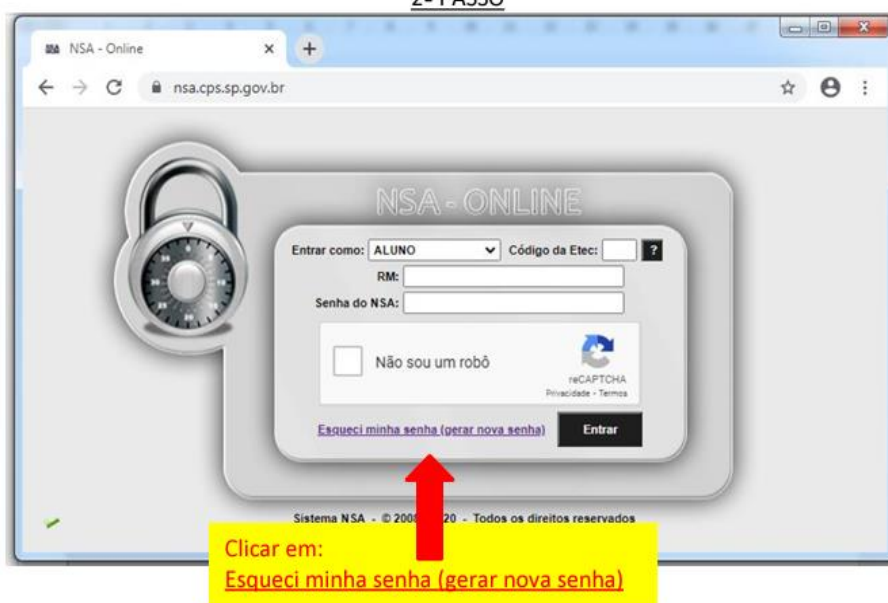 2º PASSO
NSA - Online
nsa.cps.sp.gov.br
NSA - ONLINE
Entrar como: ALUNO Código da Etec: ?
RM:
Senha do NSA:
Não sou um robô
reCAPTCHA
Privacidade - Termos
Esqueci minha senha (gerar nova senha) Entrar
Sistema NSA - © 200 20 - Todos os direitos reservados
Clicar em:
Esqueci minha senha (gerar nova senha)